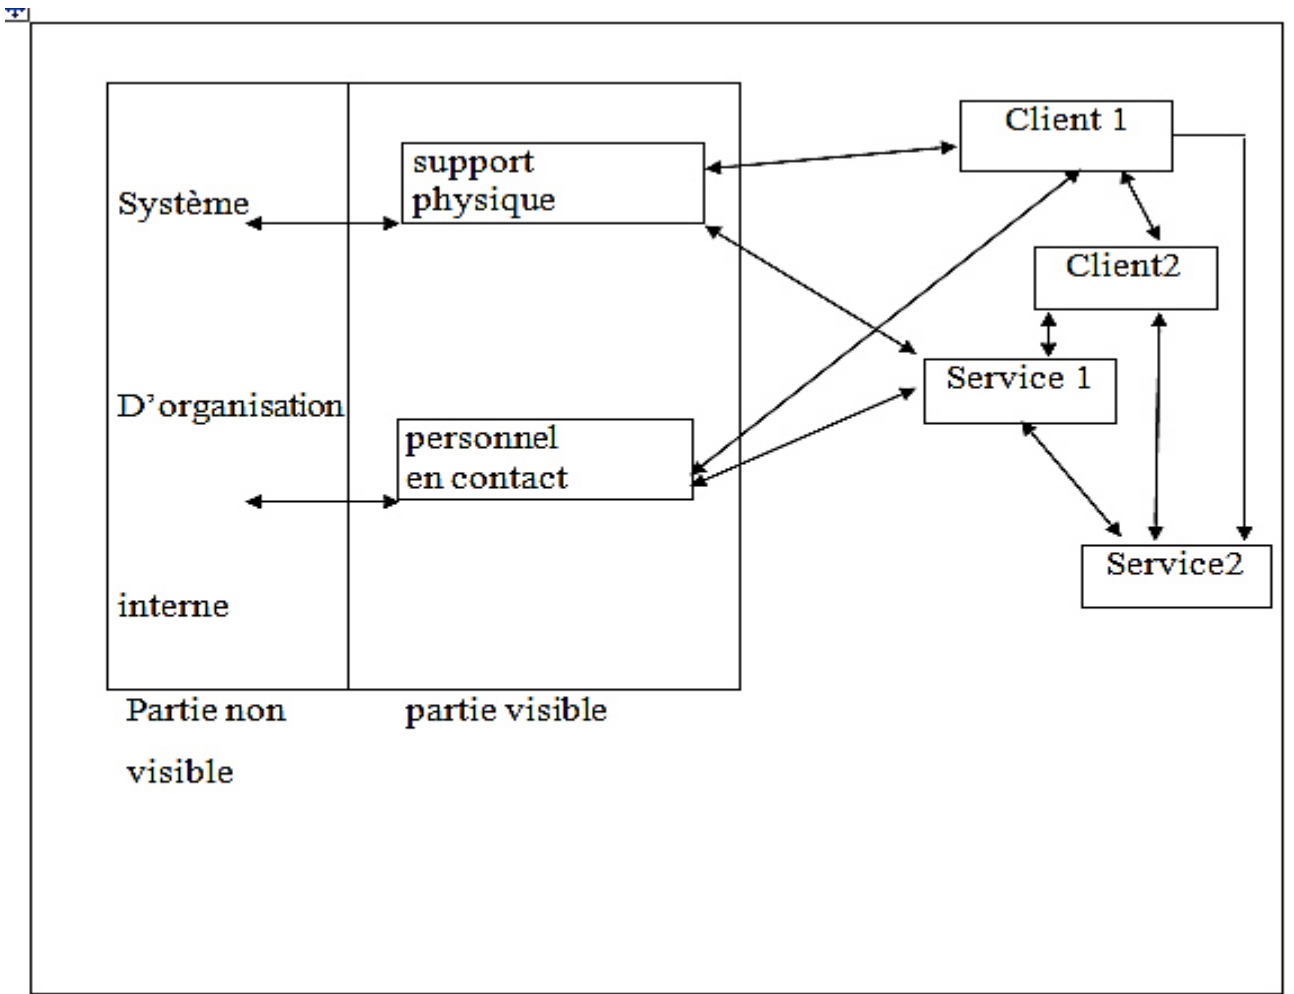 Client 1
support
physique
Système
Client2
Service 1
D'organisation
personnel
en contact
Service2
interne
Partie non
visible
partie visible